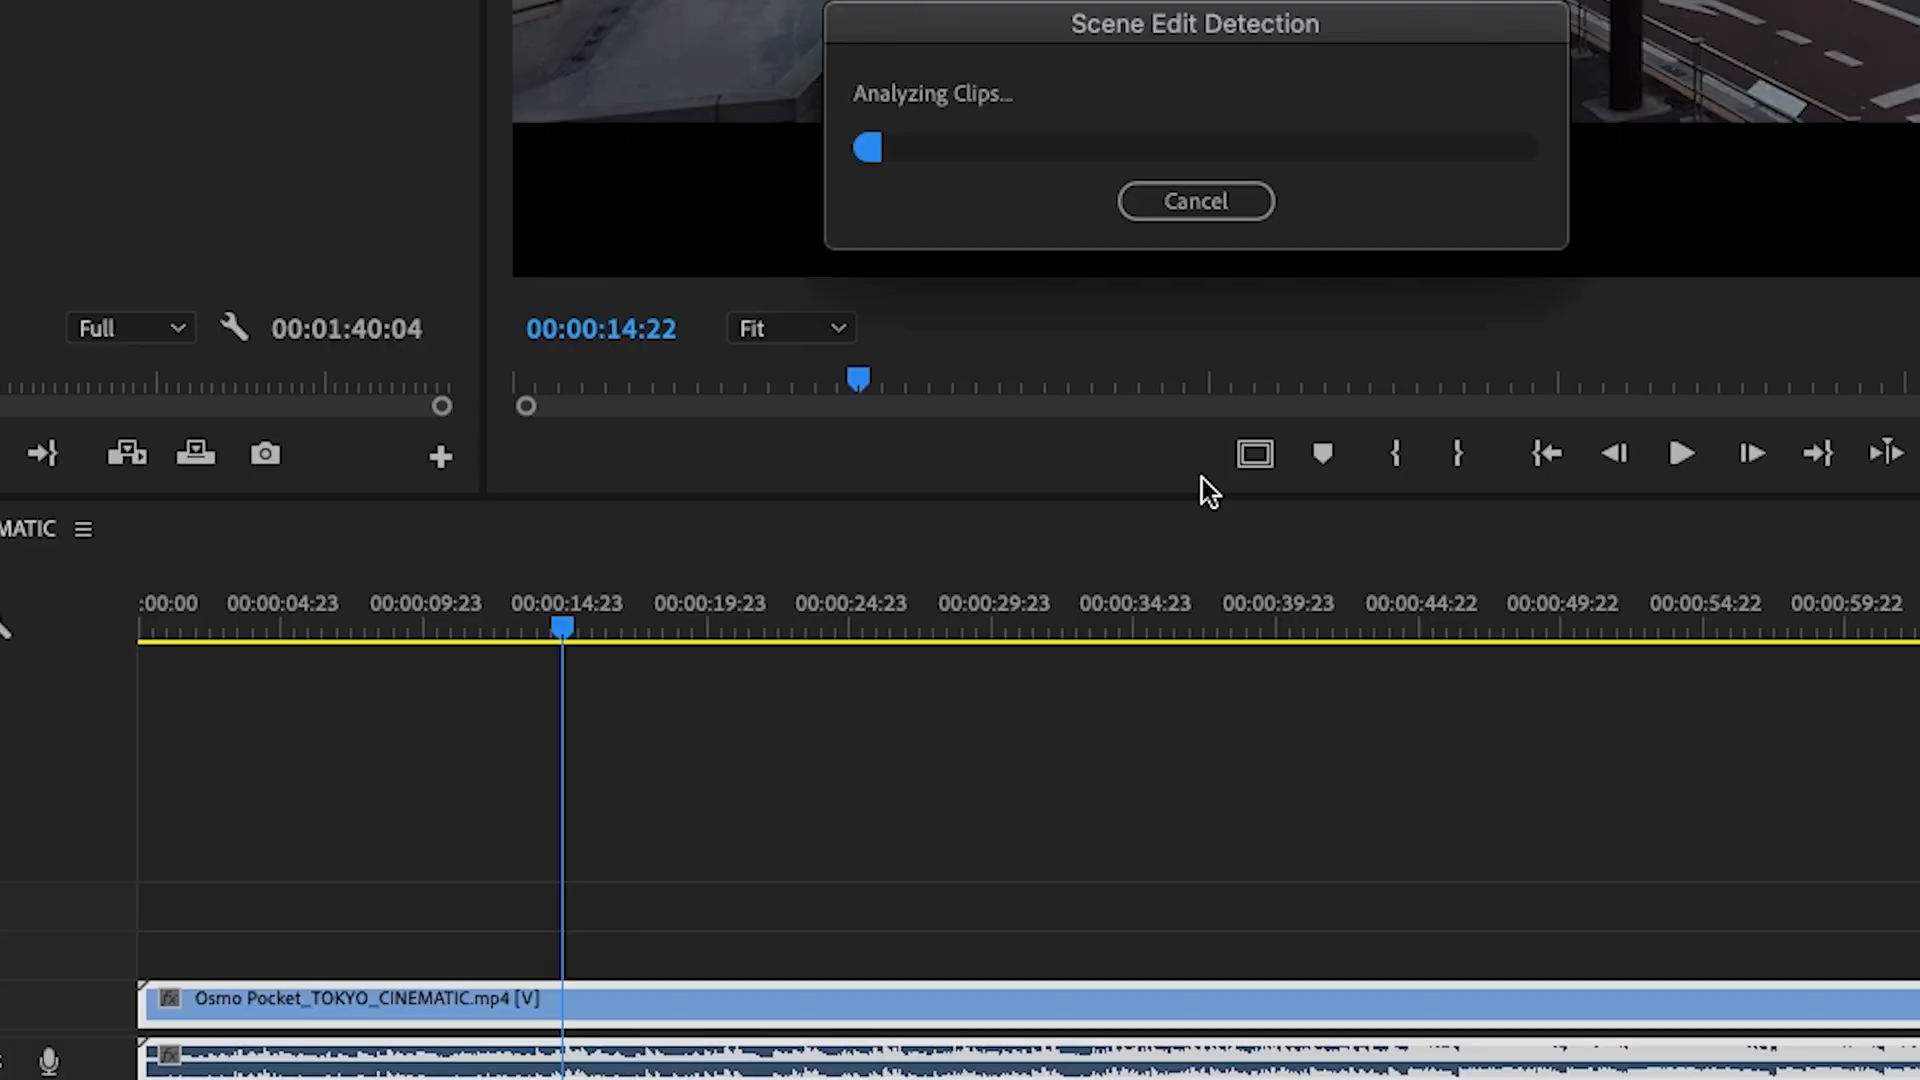 Scene Edit Detection
Analyzing Clips...
Cancel
Full
00:01:40:04
00:00:14:22
Fit
MATIC
:00:00
00:00:04:23
00:00:09:23
00:00:14:23
00:00:19:23
00:00:24:23
00:00:29:23
00:00:34:23
00:00:39:23
00:00:44:22
00:00:49:22
00:00:54:22
00:00:59:22
fx
Osmo Pocket_TOKYO_CINEMATIC.mp4 [V]
fx